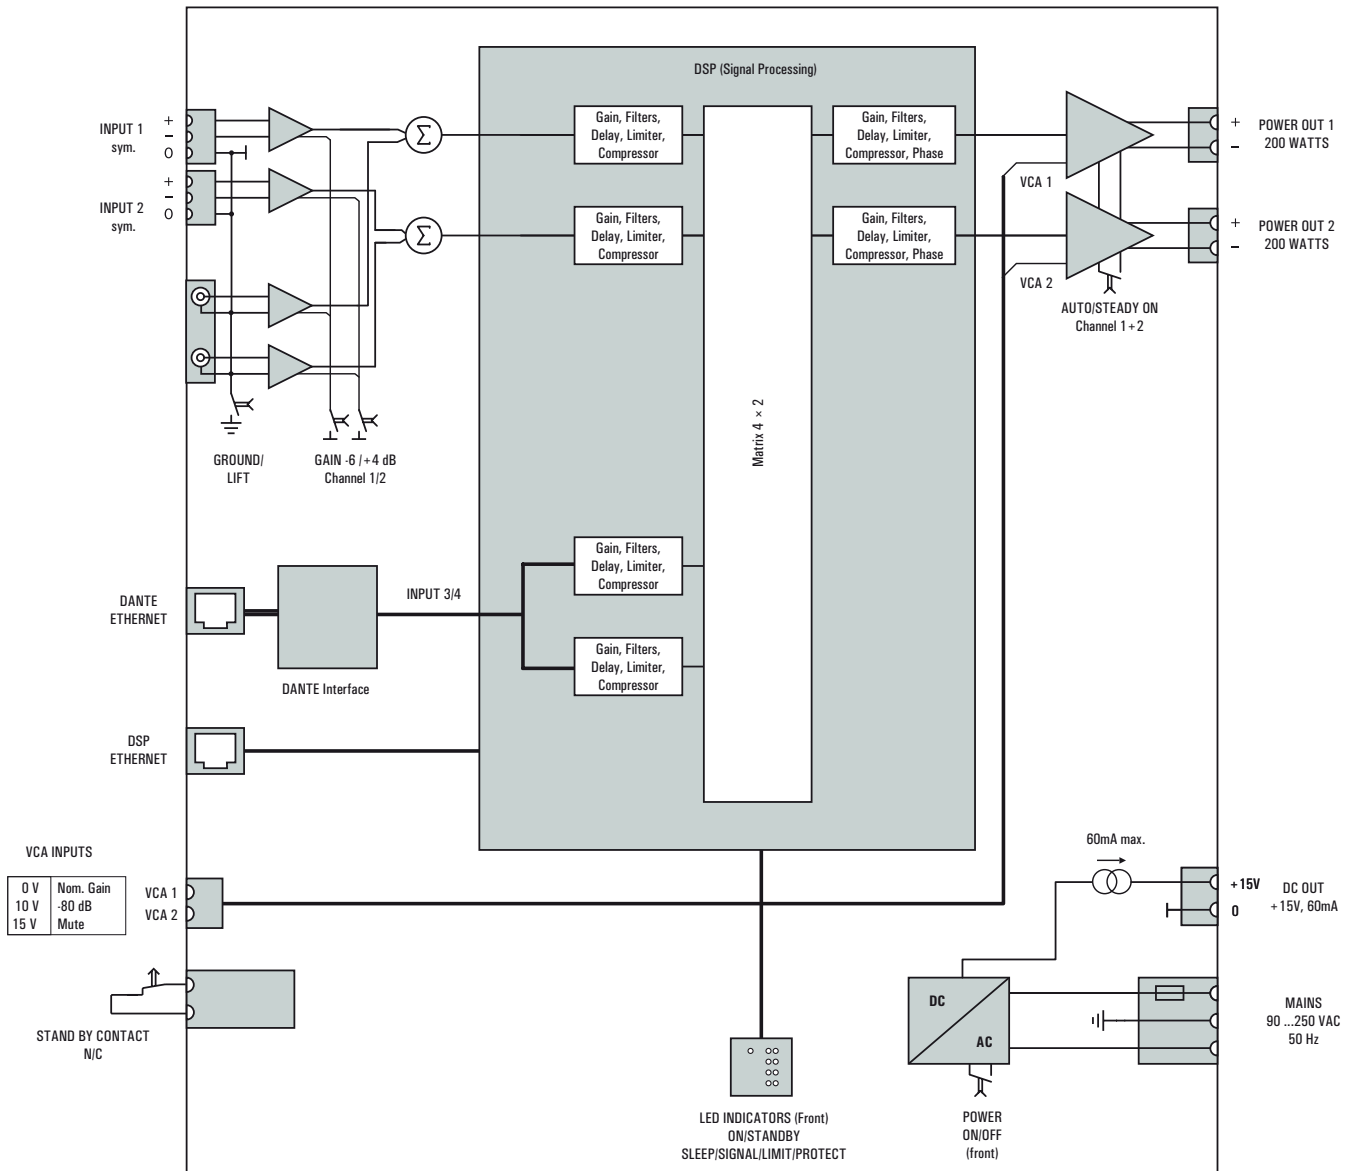 DSP (Signal Processing)
INPUT 1
sym.
+
−
0
INPUT 2
sym.
+
−
0
Σ
Σ
Gain, Filters,
Delay, Limiter,
Compressor
Gain, Filters,
Delay, Limiter,
Compressor, Phase
Gain, Filters,
Delay, Limiter,
Compressor
Gain, Filters,
Delay, Limiter,
Compressor, Phase
VCA 1
VCA 2
+
−
POWER OUT 1
200 WATTS
+
−
POWER OUT 2
200 WATTS
AUTO/STEADY ON
Channel 1+2
Matrix 4 × 2
GROUND/
LIFT
GAIN -6 /+4 dB
Channel 1/2
DANTE
ETHERNET
INPUT 3/4
DANTE Interface
Gain, Filters,
Delay, Limiter,
Compressor
Gain, Filters,
Delay, Limiter,
Compressor
DSP
ETHERNET
VCA INPUTS
0 V Nom. Gain
10 V -80 dB
15 V Mute
VCA 1
VCA 2
60mA max.
+15V
0
DC OUT
+15V, 60mA
STAND BY CONTACT
N/C
DC
AC
MAINS
90 ...250 VAC
50 Hz
LED INDICATORS (Front)
ON/STANDBY
SLEEP/SIGNAL/LIMIT/PROTECT
POWER
ON/OFF
(front)